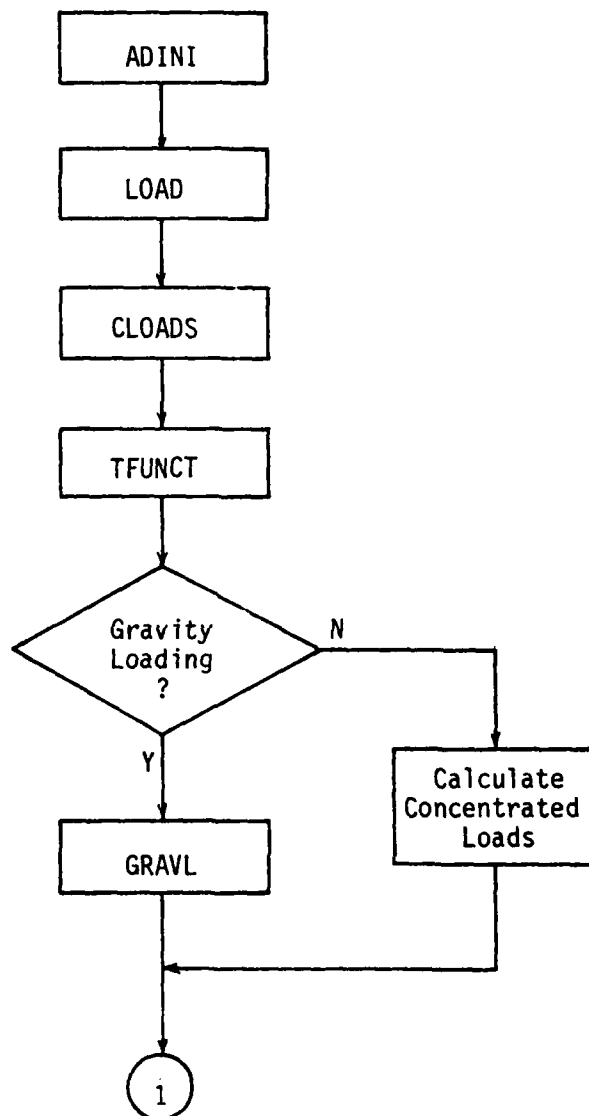 ADINI
LOAD
CLOADS
TFUNCT
Gravity
Loading
?
N
Y
Calculate
Concentrated
Loads
GRAVL
1